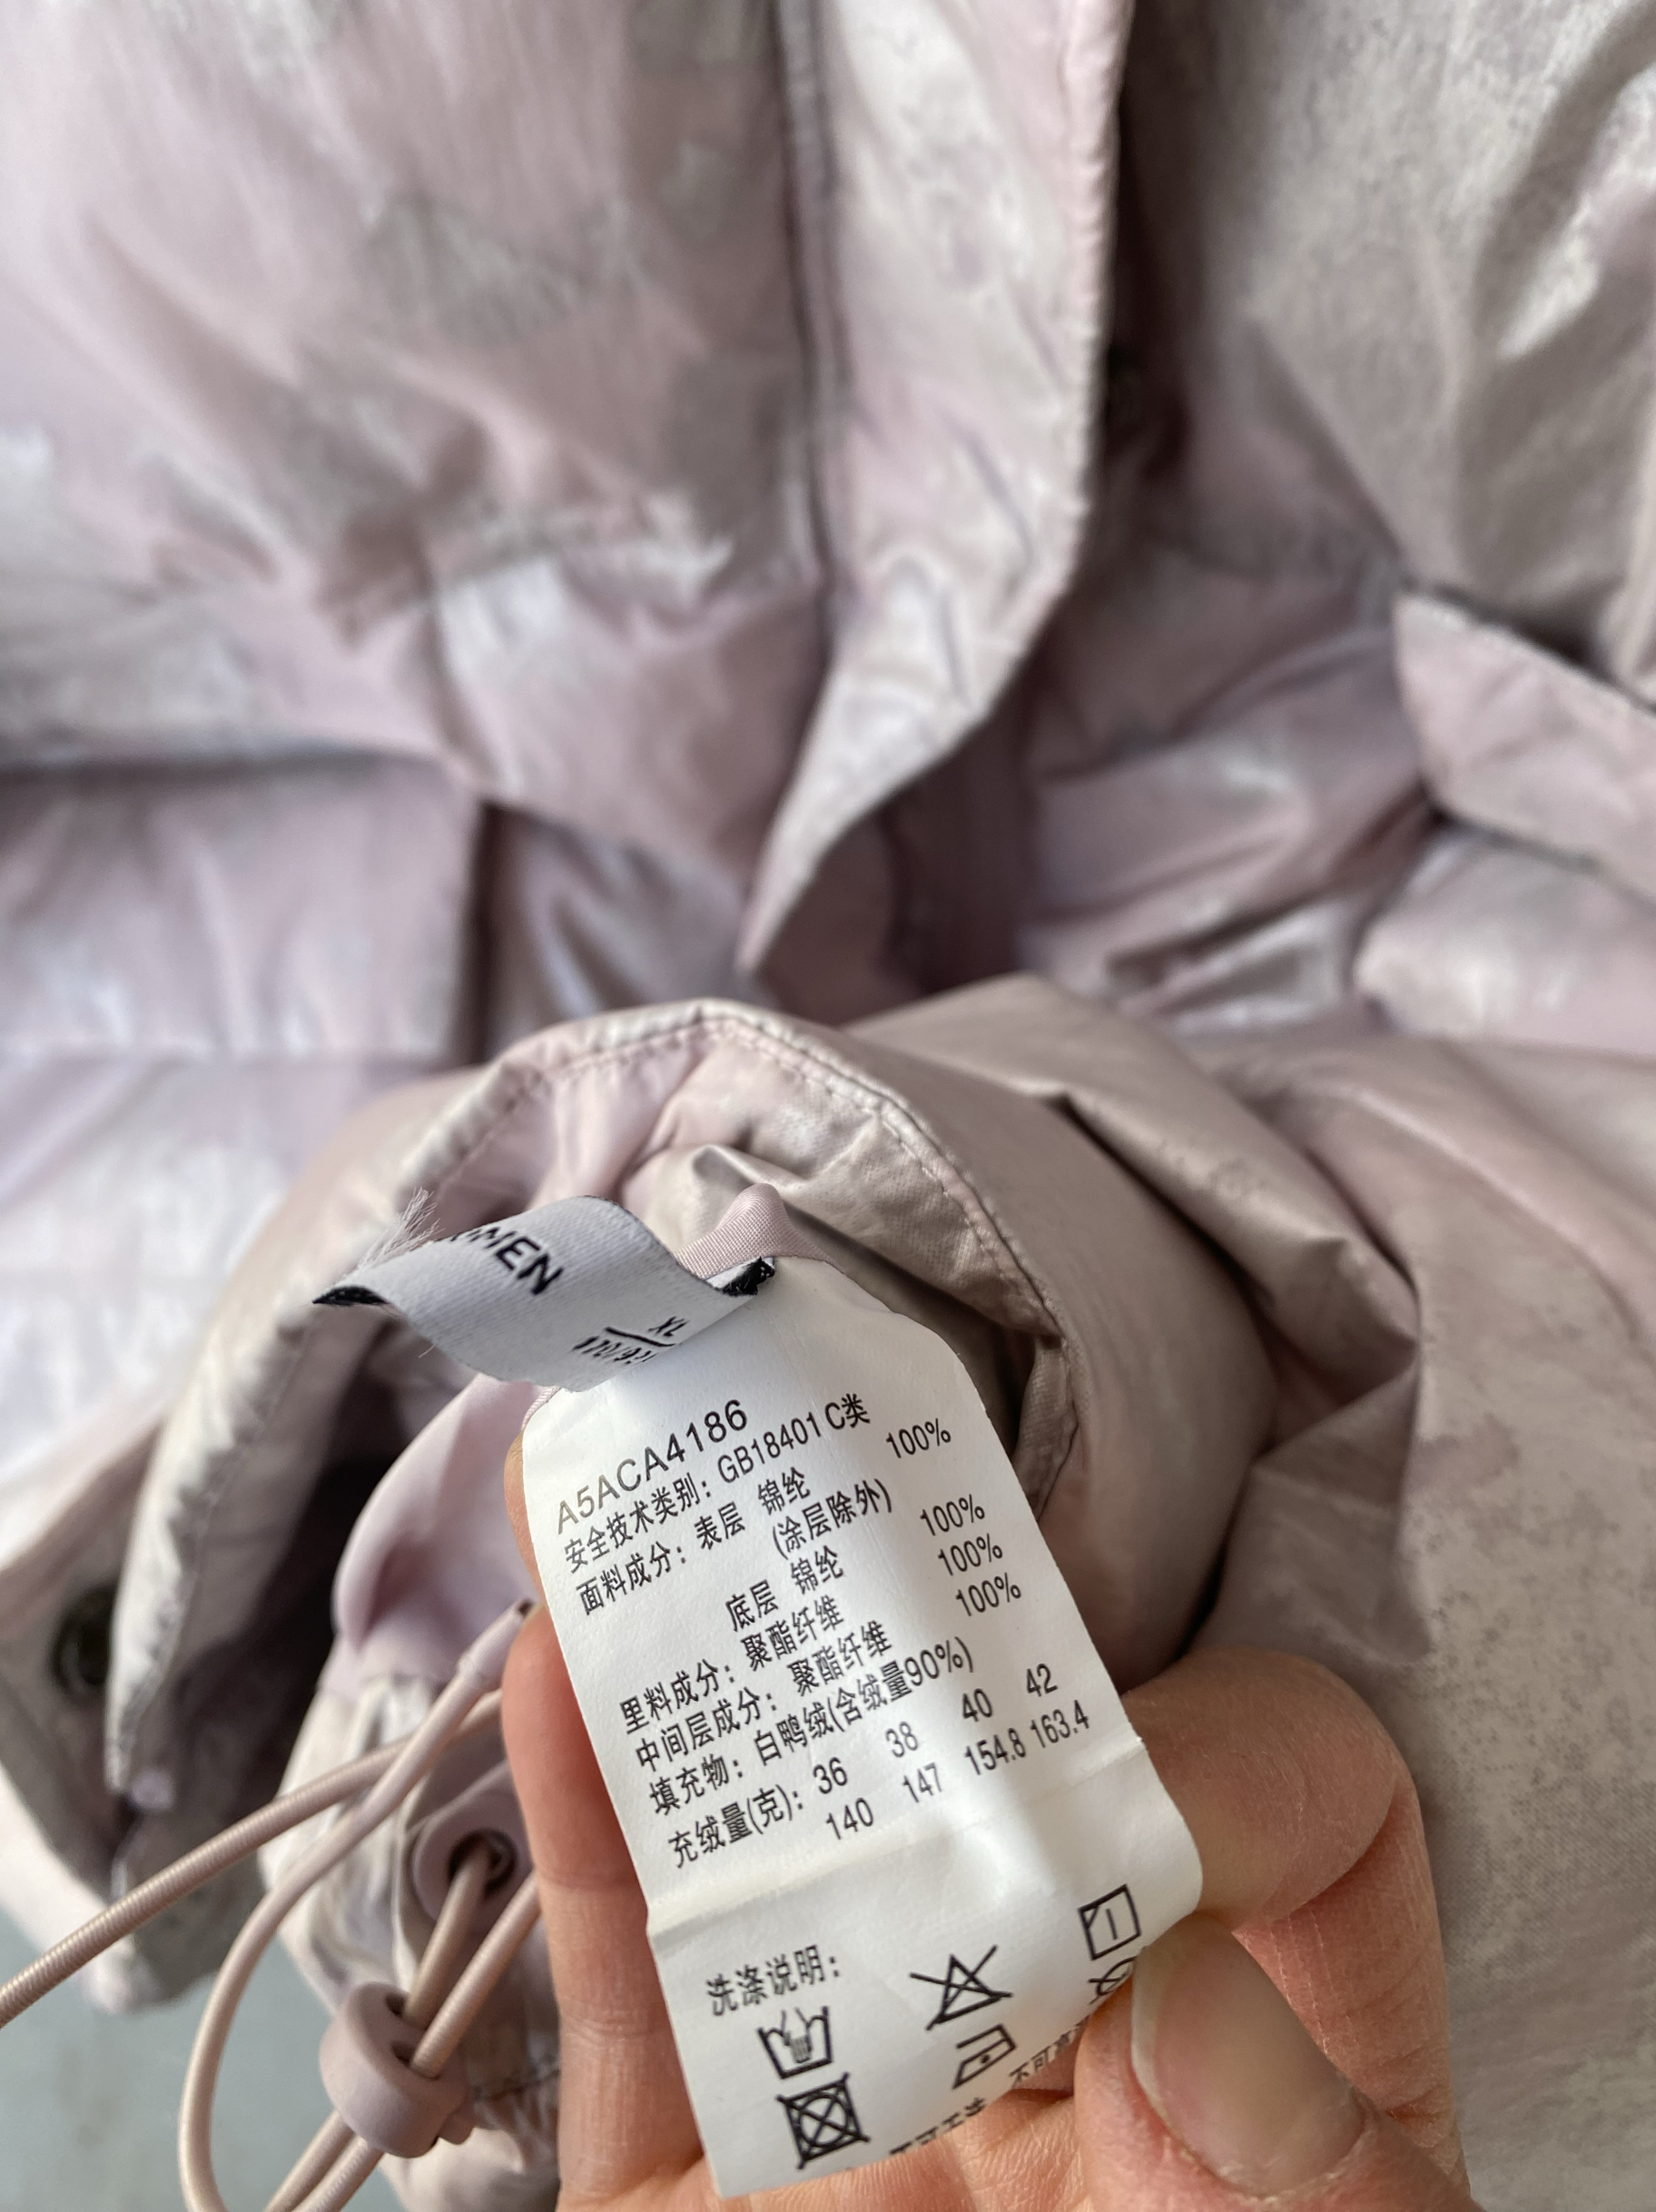 MEN
XL
A5ACA4186
安全技术类别：GB18401 C类
面料成分：表层 锦纶 100%
(涂层除外)
底层 锦纶 100%
里料成分：聚酯纤维 100%
中间层成分：聚酯纤维 100%
填充物：白鸭绒(含绒量90%)
充绒量(克)：36 38 40 42
140 147 154.8 163.4
洗涤说明：